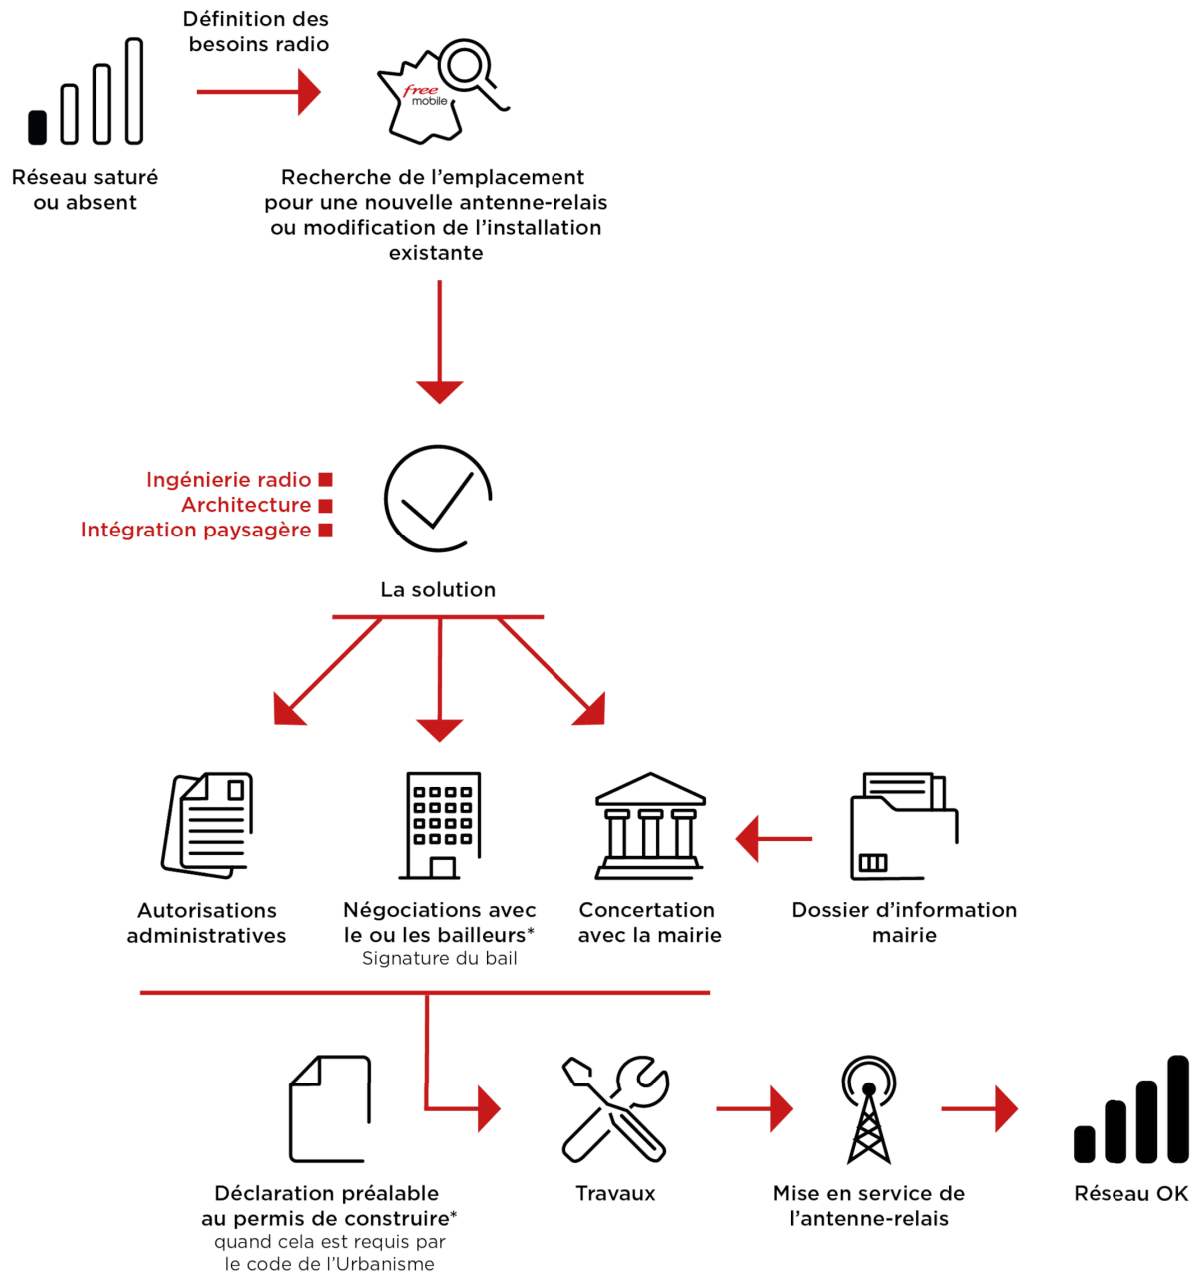 Définition des
besoins radio
free
mobile
Réseau saturé
ou absent
Recherche de l'emplacement
pour une nouvelle antenne-relais
ou modification de l'installation
existante
Ingénierie radio
Architecture
Intégration paysagère
La solution
Autorisations
administratives
Négociations avec
le ou les bailleurs*
Signature du bail
Concertation
avec la mairie
Dossier d'information
mairie
Déclaration préalable
au permis de construire*
quand cela est requis par
le code de l'Urbanisme
Travaux
Mise en service de
l'antenne-relais
Réseau OK